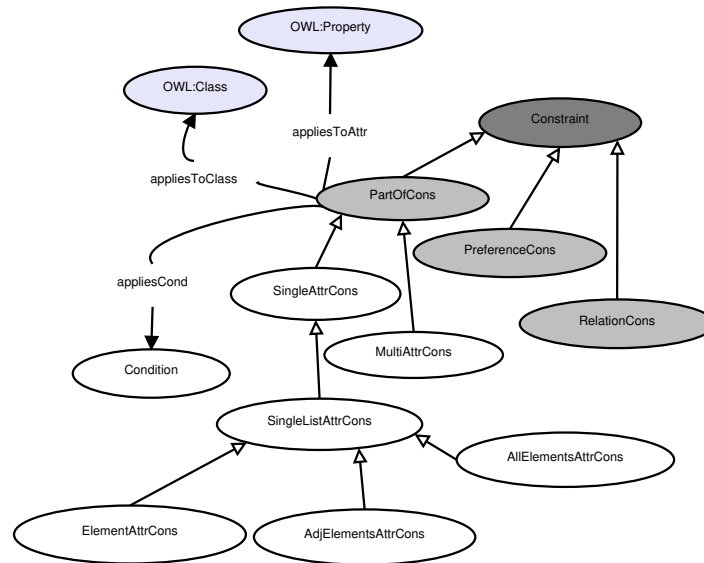 OWL:Property
OWL:Class
Constraint
appliesToAttr
appliesToClass
PartOfCons
PreferenceCons
appliesCond
SingleAttrCons
RelationCons
MultiAttrCons
Condition
SingleListAttrCons
AllElementsAttrCons
ElementAttrCons
AdjElementsAttrCons